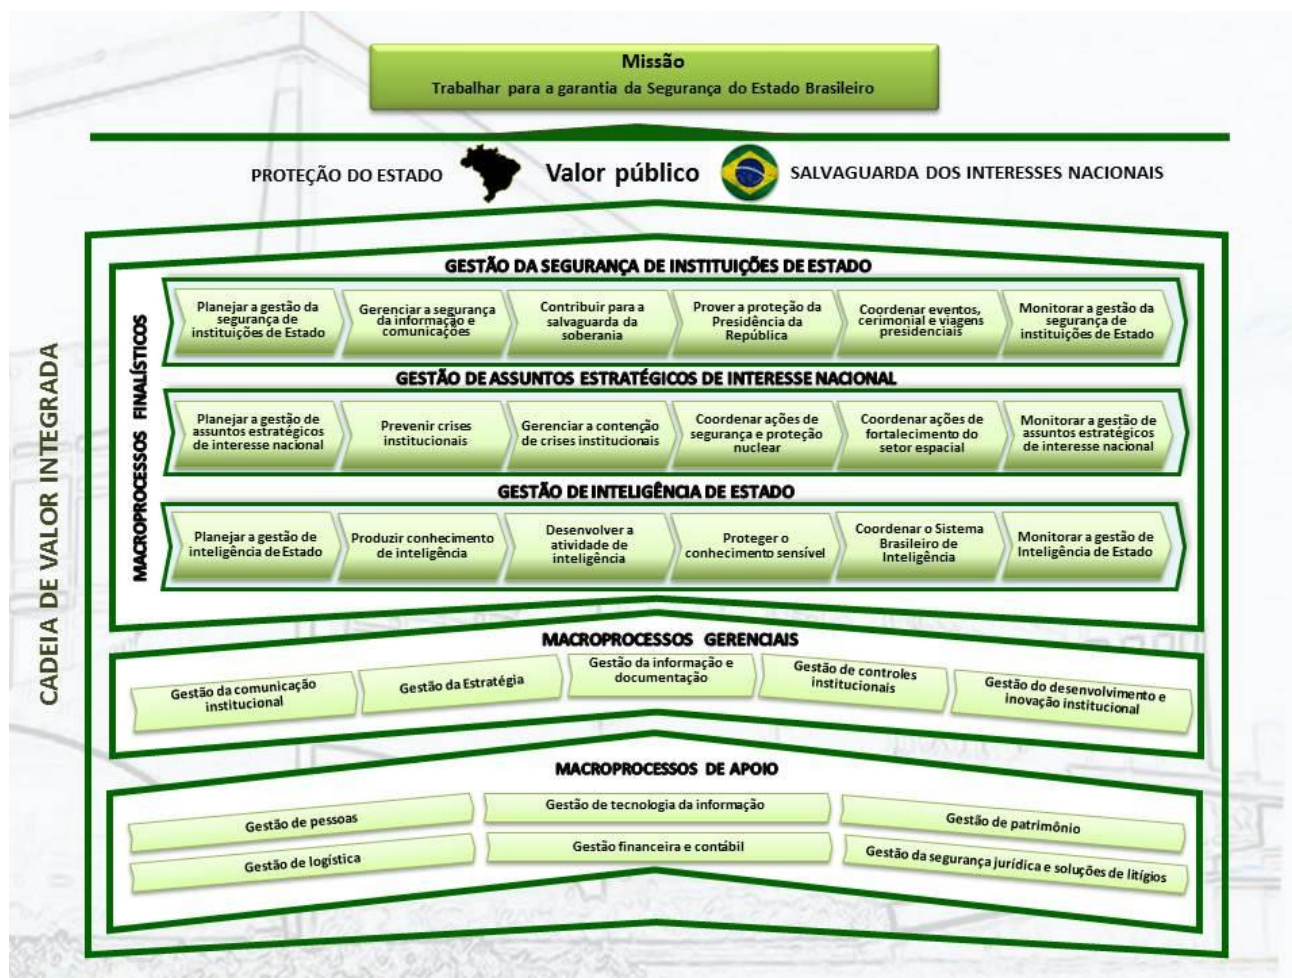 Missão
Trabalhar para a garantia da Segurança do Estado Brasileiro
PROTEÇÃO DO ESTADO
Valor público
SALVAGUARDA DOS INTERESSES NACIONAIS
CADEIA DE VALOR INTEGRADA
MACROPROCESSOS FINALÍSTICOS
GESTÃO DA SEGURANÇA DE INSTITUIÇÕES DE ESTADO
Planejar a gestão da
segurança de
instituições de Estado
Gerenciar a segurança
da informação e
comunicações
Contribuir para a
salvaguarda da
soberania
Prover a proteção da
Presidência da
República
Coordenar eventos,
cerimonial e viagens
presidenciais
Monitorar a gestão da
segurança de
instituições de Estado
GESTÃO DE ASSUNTOS ESTRATÉGICOS DE INTERESSE NACIONAL
Planejar a gestão de
assuntos estratégicos
de interesse nacional
Prevenir crises
institucionais
Gerenciar a contenção
de crises institucionais
Coordenar ações de
segurança e proteção
nuclear
Coordenar ações de
fortalecimento do
setor espacial
Monitorar a gestão de
assuntos estratégicos
de interesse nacional
GESTÃO DE INTELIGÊNCIA DE ESTADO
Planejar a gestão de
inteligência de Estado
Produzir conhecimento
de inteligência
Desenvolver a
atividade de
inteligência
Proteger o
conhecimento sensível
Coordenar o Sistema
Brasileiro de
Inteligência
Monitorar a gestão de
Inteligência de Estado
MACROPROCESSOS GERENCIAIS
Gestão da comunicação
institucional
Gestão da Estratégia
Gestão da informação e
documentação
Gestão de controles
institucionais
Gestão do desenvolvimento e
inovação institucional
MACROPROCESSOS DE APOIO
Gestão de pessoas
Gestão de tecnologia da informação
Gestão de patrimônio
Gestão de logística
Gestão financeira e contábil
Gestão da segurança jurídica e soluções de litígios